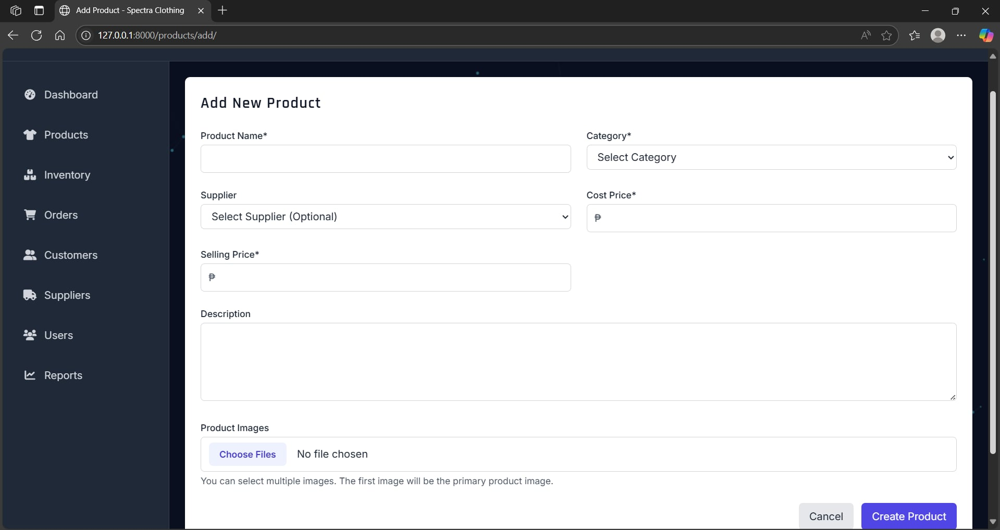 Add Product - Spectra Clothing
127.0.0.1:8000/products/add/
Dashboard
Products
Inventory
Orders
Customers
Suppliers
Users
Reports
Add New Product
Product Name*
Category*
Select Category
Supplier
Select Supplier (Optional)
Cost Price*
₱
Selling Price*
₱
Description
Product Images
Choose Files No file chosen
You can select multiple images. The first image will be the primary product image.
Cancel
Create Product